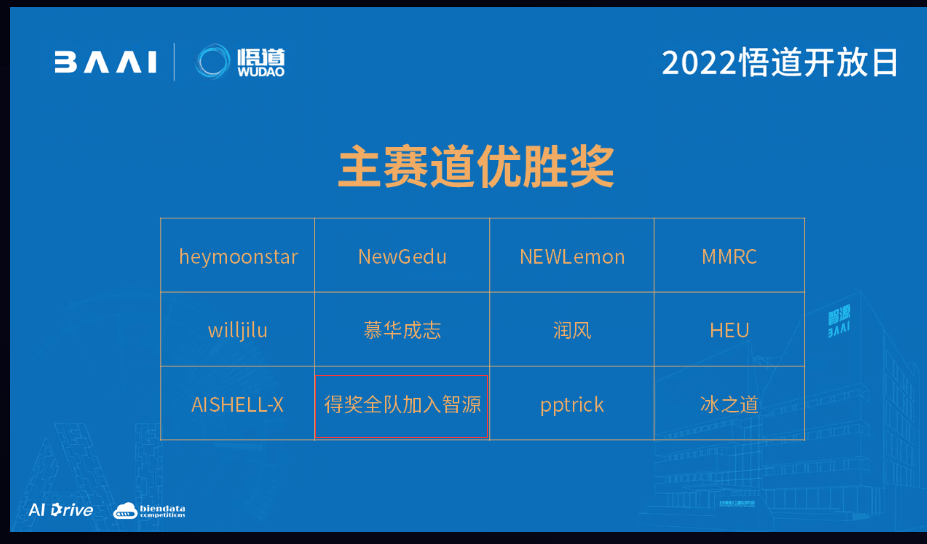 BAAI
悟道
WUDAO
2022悟道开放日
主赛道优胜奖
heymoonstar NewGedu NEWLemon MMRC
willjilu 慕华成志 润风 HEU
AISHELL-X 得奖全队加入智源 pptrick 冰之道
智源
BAAI
AI Drive
biendata
competitions